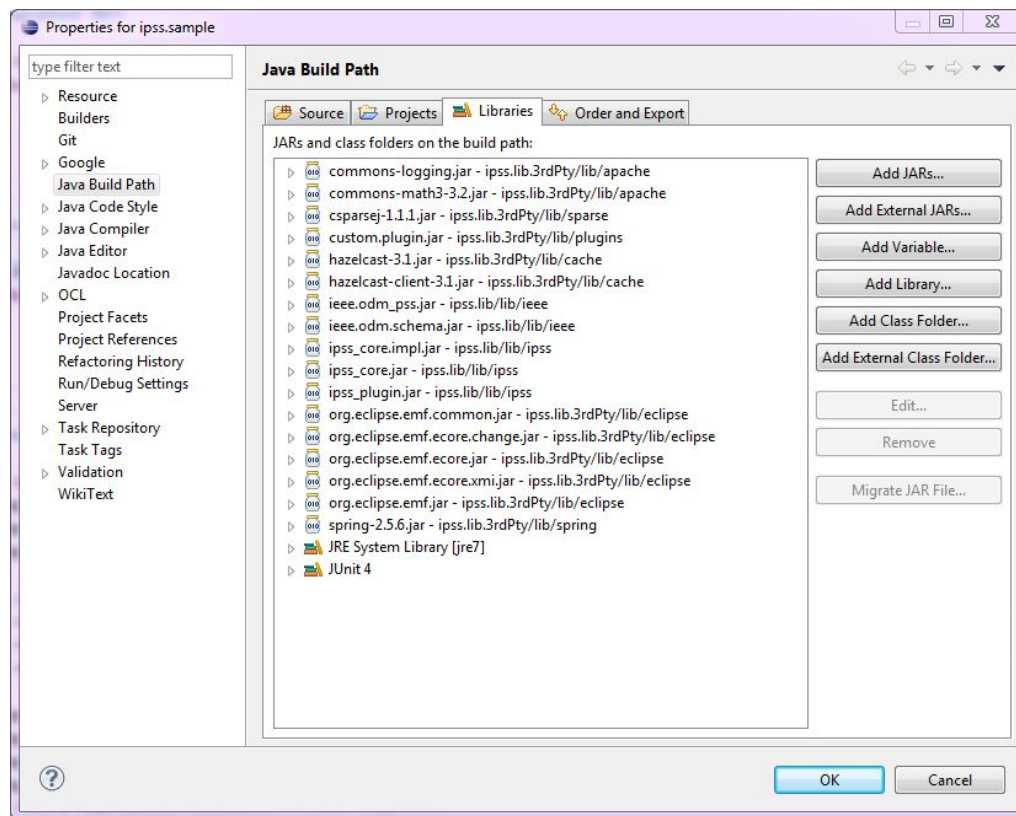 Properties for ipss.sample
type filter text
Resource
Builders
Git
Google
Java Build Path
Java Code Style
Java Compiler
Java Editor
Javadoc Location
OCL
Project Facets
Project References
Refactoring History
Run/Debug Settings
Server
Task Repository
Task Tags
Validation
WikiText
Java Build Path
Source Projects Libraries Order and Export
JARs and class folders on the build path:
commons-logging.jar - ipss.lib.3rdPty/lib/apache
commons-math3-3.2.jar - ipss.lib.3rdPty/lib/apache
csparsej-1.1.1.jar - ipss.lib.3rdPty/lib/sparse
custom.plugin.jar - ipss.lib.3rdPty/lib/plugins
hazelcast-3.1.jar - ipss.lib.3rdPty/lib/cache
hazelcast-client-3.1.jar - ipss.lib.3rdPty/lib/cache
ieee.odm_pss.jar - ipss.lib/lib/ieee
ieee.odm.schema.jar - ipss.lib/lib/ieee
ipss_core.impl.jar - ipss.lib/lib/ipss
ipss_core.jar - ipss.lib/lib/ipss
ipss_plugin.jar - ipss.lib/lib/ipss
org.eclipse.emf.common.jar - ipss.lib.3rdPty/lib/eclipse
org.eclipse.emf.ecore.change.jar - ipss.lib.3rdPty/lib/eclipse
org.eclipse.emf.ecore.jar - ipss.lib.3rdPty/lib/eclipse
org.eclipse.emf.ecore.xmi.jar - ipss.lib.3rdPty/lib/eclipse
org.eclipse.emf.jar - ipss.lib.3rdPty/lib/eclipse
spring-2.5.6.jar - ipss.lib.3rdPty/lib/spring
JRE System Library [jre7]
JUnit 4
Add JARs...
Add External JARs...
Add Variable...
Add Library...
Add Class Folder...
Add External Class Folder...
Edit...
Remove
Migrate JAR File...
OK
Cancel